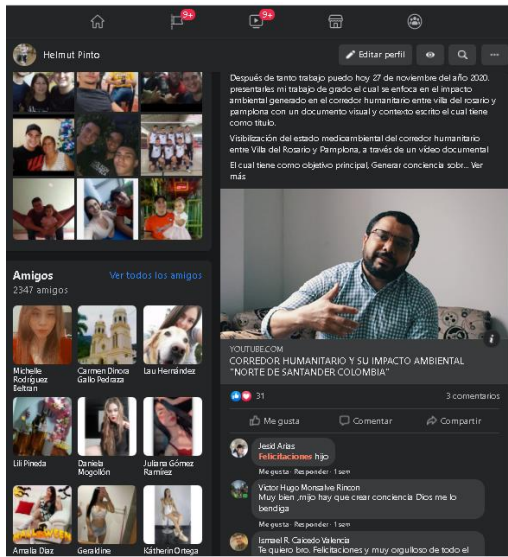 9+
9+
Helmut Pinto
Editar perfil
Amigos
Ver todos los amigos
2347 amigos
Michelle
Rodríguez
Beltran
Carmen Dinora
Gallo Pedraza
Lau Hernández
Lili Pineda
Daniela
Mogollón
Juliana Gómez
Ramírez
HALLOWEEN
Amalia Diaz
Geraldine
Kátherin Ortega
Después de tanto trabajo puedo hoy 27 de noviembre del año 2020.
presentarles mi trabajo de grado el cual se enfoca en el impacto
ambiental generado en el corredor humanitario entre villa del rosario y
pamplona con un documento visual y contexto escrito el cual tiene
como titulo.
Visibilización del estado medioambiental del corredor humanitario
entre Villa del Rosario y Pamplona, a través de un vídeo documental
El cual tiene como objetivo principal, Generar conciencia sobr... Ver
más
YOUTUBE.COM
CORREDOR HUMANITARIO Y SU IMPACTO AMBIENTAL
"NORTE DE SANTANDER COLOMBIA"
31
3 comentarios
Me gusta
Comentar
Compartir
Jesid Arias
Felicitaciones hijo
Me gusta · Responder · 1 sem
Victor Hugo Monsalve Rincon
Muy bien ,mijo hay que crear conciencia Dios me lo
bendiga
Me gusta · Responder · 1 sem
Ismael R. Caicedo Valencia
Te quiero bro. Felicitaciones y muy orgulloso de todo el